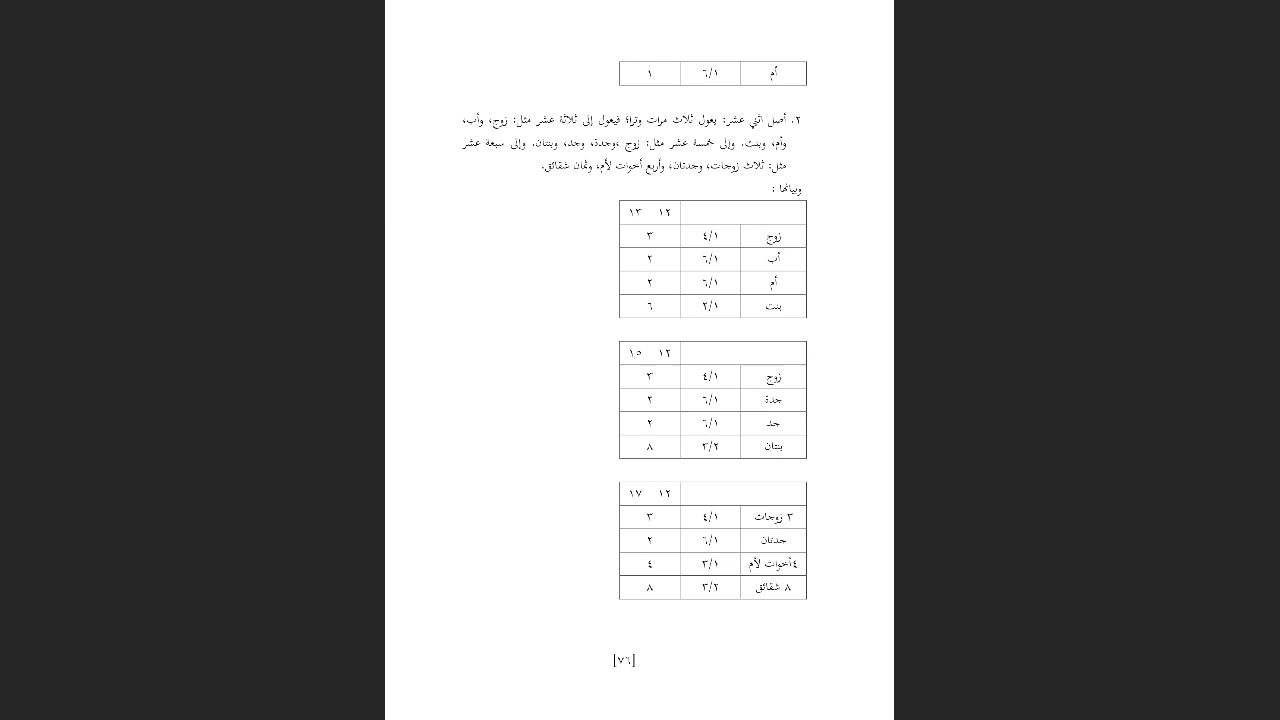 أم ١/٦ ١
٢. أصل اثني عشر: يعول ثلاث مرات وترا؛ فيعول إلى ثلاثة عشر مثل: زوج، وأب،
وأم، وبنت. وإلى خمسة عشر مثل: زوج ،وجدة، وجد، وبنتان. وإلى سبعة عشر
مثل: ثلاث زوجات، وجدتان، وأربع أخوات لأم، وثمان شقائق.
وبيانها :
١٢ ١٣
زوج ١/٤ ٣
أب ١/٦ ٢
أم ١/٦ ٢
بنت ١/٢ ٦
١٢ ١٥
زوج ١/٤ ٣
جدة ١/٦ ٢
جد ١/٦ ٢
بنتان ٢/٣ ٨
١٢ ١٧
٣ زوجات ١/٤ ٣
جدتان ١/٦ ٢
٤أخوات لأم ١/٣ ٤
٨ شقائق ٢/٣ ٨
[٧٦]